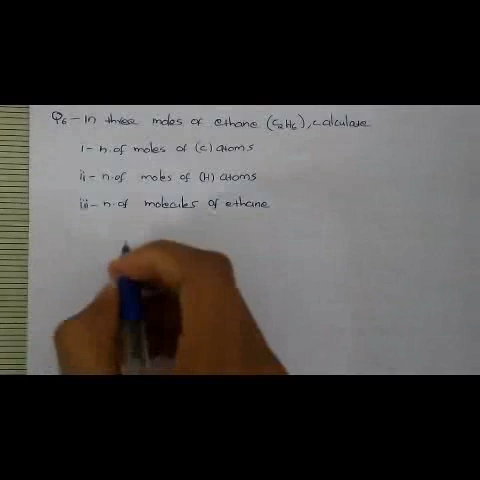 Q6 - In three moles of ethane (C2H6), calculate
i - n. of moles of (C) atoms
ii - n. of moles of (H) atoms
iii - n. of molecules of ethane